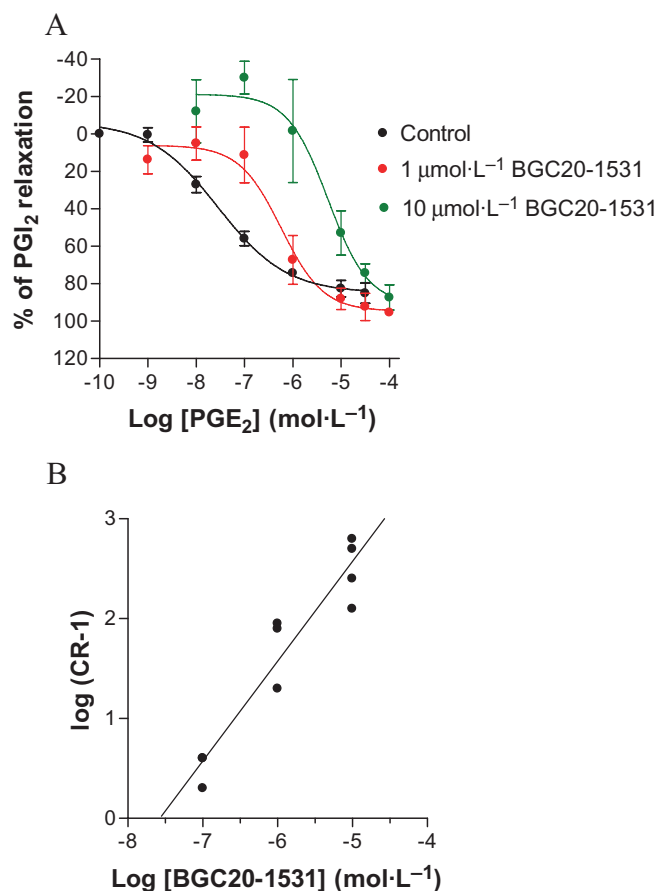 A
-40
-20
0
20
40
60
80
100
120
% of PGI₂ relaxation
-10 -9 -8 -7 -6 -5 -4
Log [PGE₂] (mol·L⁻¹)
Control
1 µmol·L⁻¹ BGC20-1531
10 µmol·L⁻¹ BGC20-1531
B
3
2
1
0
log (CR-1)
-8 -7 -6 -5 -4
Log [BGC20-1531] (mol·L⁻¹)